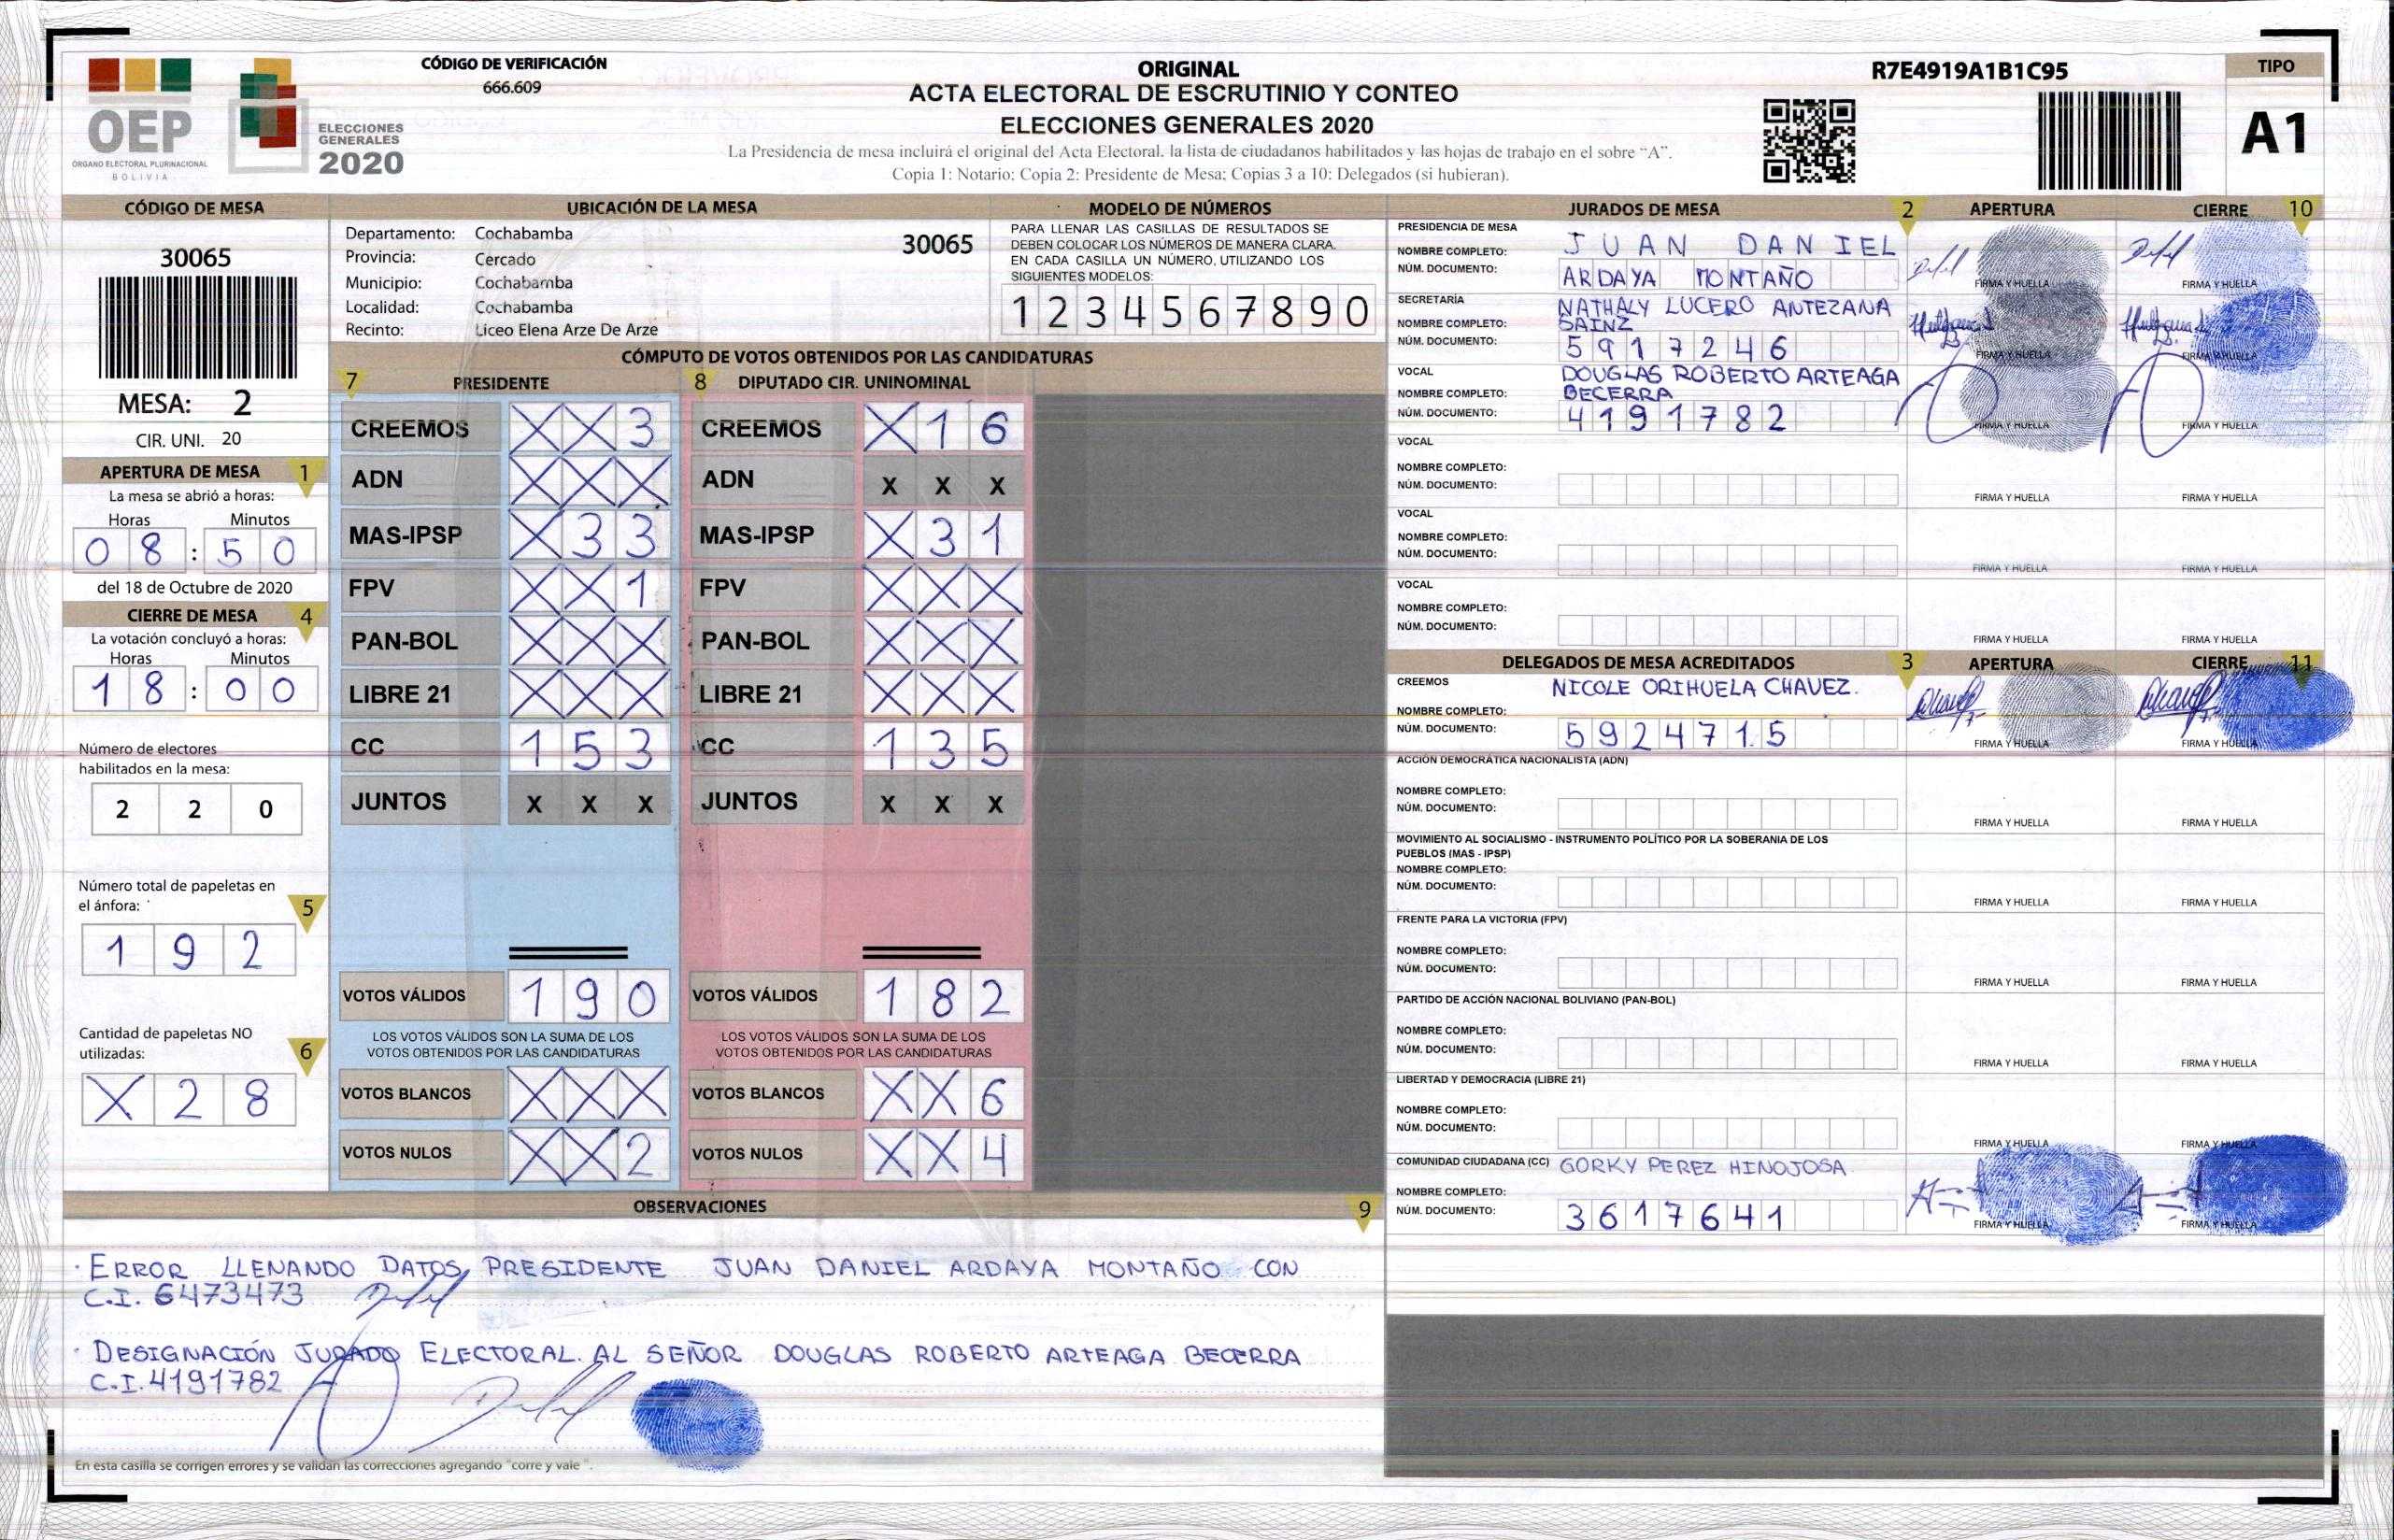 OEP
ÓRGANO ELECTORAL PLURINACIONAL
BOLIVIA
ELECCIONES
GENERALES
2020
CÓDIGO DE VERIFICACIÓN
666.609
ORIGINAL
ACTA ELECTORAL DE ESCRUTINIO Y CONTEO
ELECCIONES GENERALES 2020
La Presidencia de mesa incluirá el original del Acta Electoral. la lista de ciudadanos habilitados y las hojas de trabajo en el sobre “A”.
Copia 1: Notario; Copia 2: Presidente de Mesa; Copias 3 a 10: Delegados (si hubieran).
R7E4919A1B1C95
TIPO
A1
CÓDIGO DE MESA
30065
MESA: 2
CIR. UNI. 20
APERTURA DE MESA 1
La mesa se abrió a horas:
Horas Minutos
08 : 50
del 18 de Octubre de 2020
CIERRE DE MESA 4
La votación concluyó a horas:
Horas Minutos
18 : 00
Número de electores
habilitados en la mesa:
2 2 0
Número total de papeletas en
el ánfora:
5
1 9 2
Cantidad de papeletas NO
utilizadas:
6
X 2 8
UBICACIÓN DE LA MESA
Departamento: Cochabamba 30065
Provincia: Cercado
Municipio: Cochabamba
Localidad: Cochabamba
Recinto: Liceo Elena Arze De Arze
MODELO DE NÚMEROS
PARA LLENAR LAS CASILLAS DE RESULTADOS SE
DEBEN COLOCAR LOS NÚMEROS DE MANERA CLARA.
EN CADA CASILLA UN NÚMERO, UTILIZANDO LOS
SIGUIENTES MODELOS:
1 2 3 4 5 6 7 8 9 0
CÓMPUTO DE VOTOS OBTENIDOS POR LAS CANDIDATURAS
7 PRESIDENTE 8 DIPUTADO CIR. UNINOMINAL
CREEMOS X X 3 CREEMOS X 1 6
ADN X X X ADN X X X
MAS-IPSP X 3 3 MAS-IPSP X 3 1
FPV X X 1 FPV X X X
PAN-BOL X X X PAN-BOL X X X
LIBRE 21 X X X LIBRE 21 X X X
CC 1 5 3 CC 1 3 5
JUNTOS X X X JUNTOS X X X
VOTOS VÁLIDOS 1 9 0 VOTOS VÁLIDOS 1 8 2
LOS VOTOS VÁLIDOS SON LA SUMA DE LOS LOS VOTOS VÁLIDOS SON LA SUMA DE LOS
VOTOS OBTENIDOS POR LAS CANDIDATURAS VOTOS OBTENIDOS POR LAS CANDIDATURAS
VOTOS BLANCOS X X X VOTOS BLANCOS X X 6
VOTOS NULOS X X 2 VOTOS NULOS X X 4
OBSERVACIONES 9
· ERROR LLENANDO DATOS PRESIDENTE JUAN DANIEL ARDAYA MONTAÑO CON
C.I. 6473473
· DESIGNACIÓN JURADO ELECTORAL. AL SEÑOR DOUGLAS ROBERTO ARTEAGA BECERRA
C.I. 4191782
En esta casilla se corrigen errores y se validan las correcciones agregando "corre y vale".
JURADOS DE MESA 2 APERTURA CIERRE 10
PRESIDENCIA DE MESA
NOMBRE COMPLETO: JUAN DANIEL
NÚM. DOCUMENTO: ARDAYA MONTAÑO
FIRMA Y HUELLA FIRMA Y HUELLA
SECRETARÍA NATHALY LUCERO ANTEZANA
NOMBRE COMPLETO: SAINZ
NÚM. DOCUMENTO: 5917246
FIRMA Y HUELLA FIRMA Y HUELLA
VOCAL DOUGLAS ROBERTO ARTEAGA
NOMBRE COMPLETO: BECERRA
NÚM. DOCUMENTO: 4191782
FIRMA Y HUELLA FIRMA Y HUELLA
VOCAL
NOMBRE COMPLETO:
NÚM. DOCUMENTO:
FIRMA Y HUELLA FIRMA Y HUELLA
VOCAL
NOMBRE COMPLETO:
NÚM. DOCUMENTO:
FIRMA Y HUELLA FIRMA Y HUELLA
VOCAL
NOMBRE COMPLETO:
NÚM. DOCUMENTO:
FIRMA Y HUELLA FIRMA Y HUELLA
DELEGADOS DE MESA ACREDITADOS 3 APERTURA CIERRE 11
CREEMOS NICOLE ORIHUELA CHAVEZ.
NOMBRE COMPLETO:
NÚM. DOCUMENTO: 5924715
FIRMA Y HUELLA FIRMA Y HUELLA
ACCIÓN DEMOCRÁTICA NACIONALISTA (ADN)
NOMBRE COMPLETO:
NÚM. DOCUMENTO:
FIRMA Y HUELLA FIRMA Y HUELLA
MOVIMIENTO AL SOCIALISMO - INSTRUMENTO POLÍTICO POR LA SOBERANIA DE LOS
PUEBLOS (MAS - IPSP)
NOMBRE COMPLETO:
NÚM. DOCUMENTO:
FIRMA Y HUELLA FIRMA Y HUELLA
FRENTE PARA LA VICTORIA (FPV)
NOMBRE COMPLETO:
NÚM. DOCUMENTO:
FIRMA Y HUELLA FIRMA Y HUELLA
PARTIDO DE ACCIÓN NACIONAL BOLIVIANO (PAN-BOL)
NOMBRE COMPLETO:
NÚM. DOCUMENTO:
FIRMA Y HUELLA FIRMA Y HUELLA
LIBERTAD Y DEMOCRACIA (LIBRE 21)
NOMBRE COMPLETO:
NÚM. DOCUMENTO:
FIRMA Y HUELLA FIRMA Y HUELLA
COMUNIDAD CIUDADANA (CC) GORKY PEREZ HINOJOSA
NOMBRE COMPLETO:
NÚM. DOCUMENTO: 3617641
FIRMA Y HUELLA FIRMA Y HUELLA